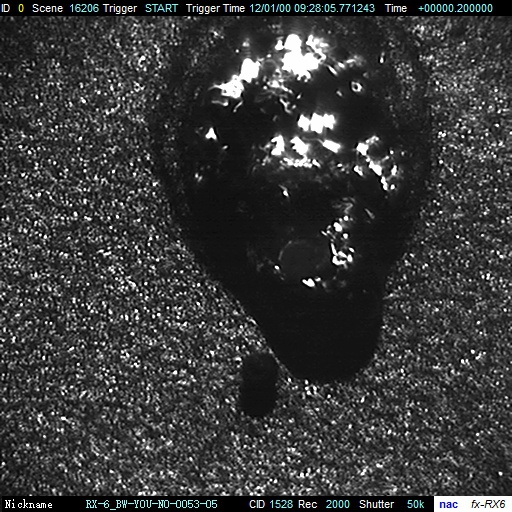 ID 0 Scene 16206 Trigger START Trigger Time 12/01/00 09:28:05.771243 Time +00000.200000
Nickname RX-6_BW-YOU-NO-0053-05 CID 1528 Rec 2000 Shutter 50k nac fx-RX6